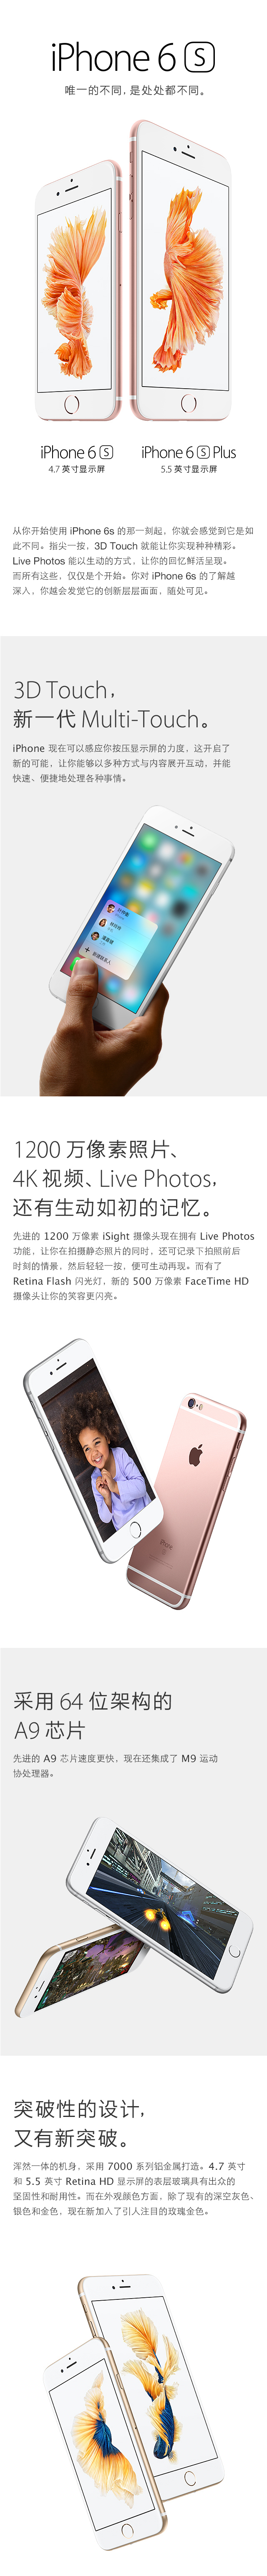 iPhone 6 S
唯一的不同，是处处都不同。
iPhone 6 S
iPhone 6 S Plus
4.7 英寸显示屏
5.5 英寸显示屏
从你开始使用 iPhone 6s 的那一刻起，你就会感觉到它是如
此不同。指尖一按，3D Touch 就能让你实现种种精彩。
Live Photos 能以生动的方式，让你的回忆鲜活呈现。
而所有这些，仅仅是个开始。你对 iPhone 6s 的了解越
深入，你越会发觉它的创新层层面面，随处可见。
3D Touch，
新一代 Multi-Touch。
iPhone 现在可以感应你按压显示屏的力度，这开启了
新的可能，让你能够以多种方式与内容展开互动，并能
快速、便捷地处理各种事情。
1200 万像素照片、
4K 视频、Live Photos，
还有生动如初的记忆。
先进的 1200 万像素 iSight 摄像头现在拥有 Live Photos
功能，让你在拍摄静态照片的同时，还可记录下拍照前后
时刻的情景，然后轻轻一按，便可生动再现。而有了
Retina Flash 闪光灯，新的 500 万像素 FaceTime HD
摄像头让你的笑容更闪亮。
iPhone
S
采用 64 位架构的
A9 芯片
先进的 A9 芯片速度更快，现在还集成了 M9 运动
协处理器。
突破性的设计，
又有新突破。
浑然一体的机身，采用 7000 系列铝金属打造。4.7 英寸
和 5.5 英寸 Retina HD 显示屏的表层玻璃具有出众的
坚固性和耐用性。而在外观颜色方面，除了现有的深空灰色、
银色和金色，现在新加入了引人注目的玫瑰金色。